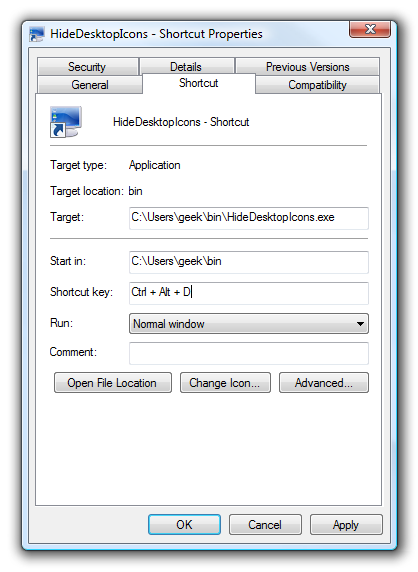 HideDesktopIcons - Shortcut Properties
Security Details Previous Versions
General Shortcut Compatibility
HideDesktopIcons - Shortcut
Target type: Application
Target location: bin
Target: C:\Users\geek\bin\HideDesktopIcons.exe
Start in: C:\Users\geek\bin
Shortcut key: Ctrl + Alt + D
Run: Normal window
Comment:
Open File Location Change Icon... Advanced...
OK Cancel Apply